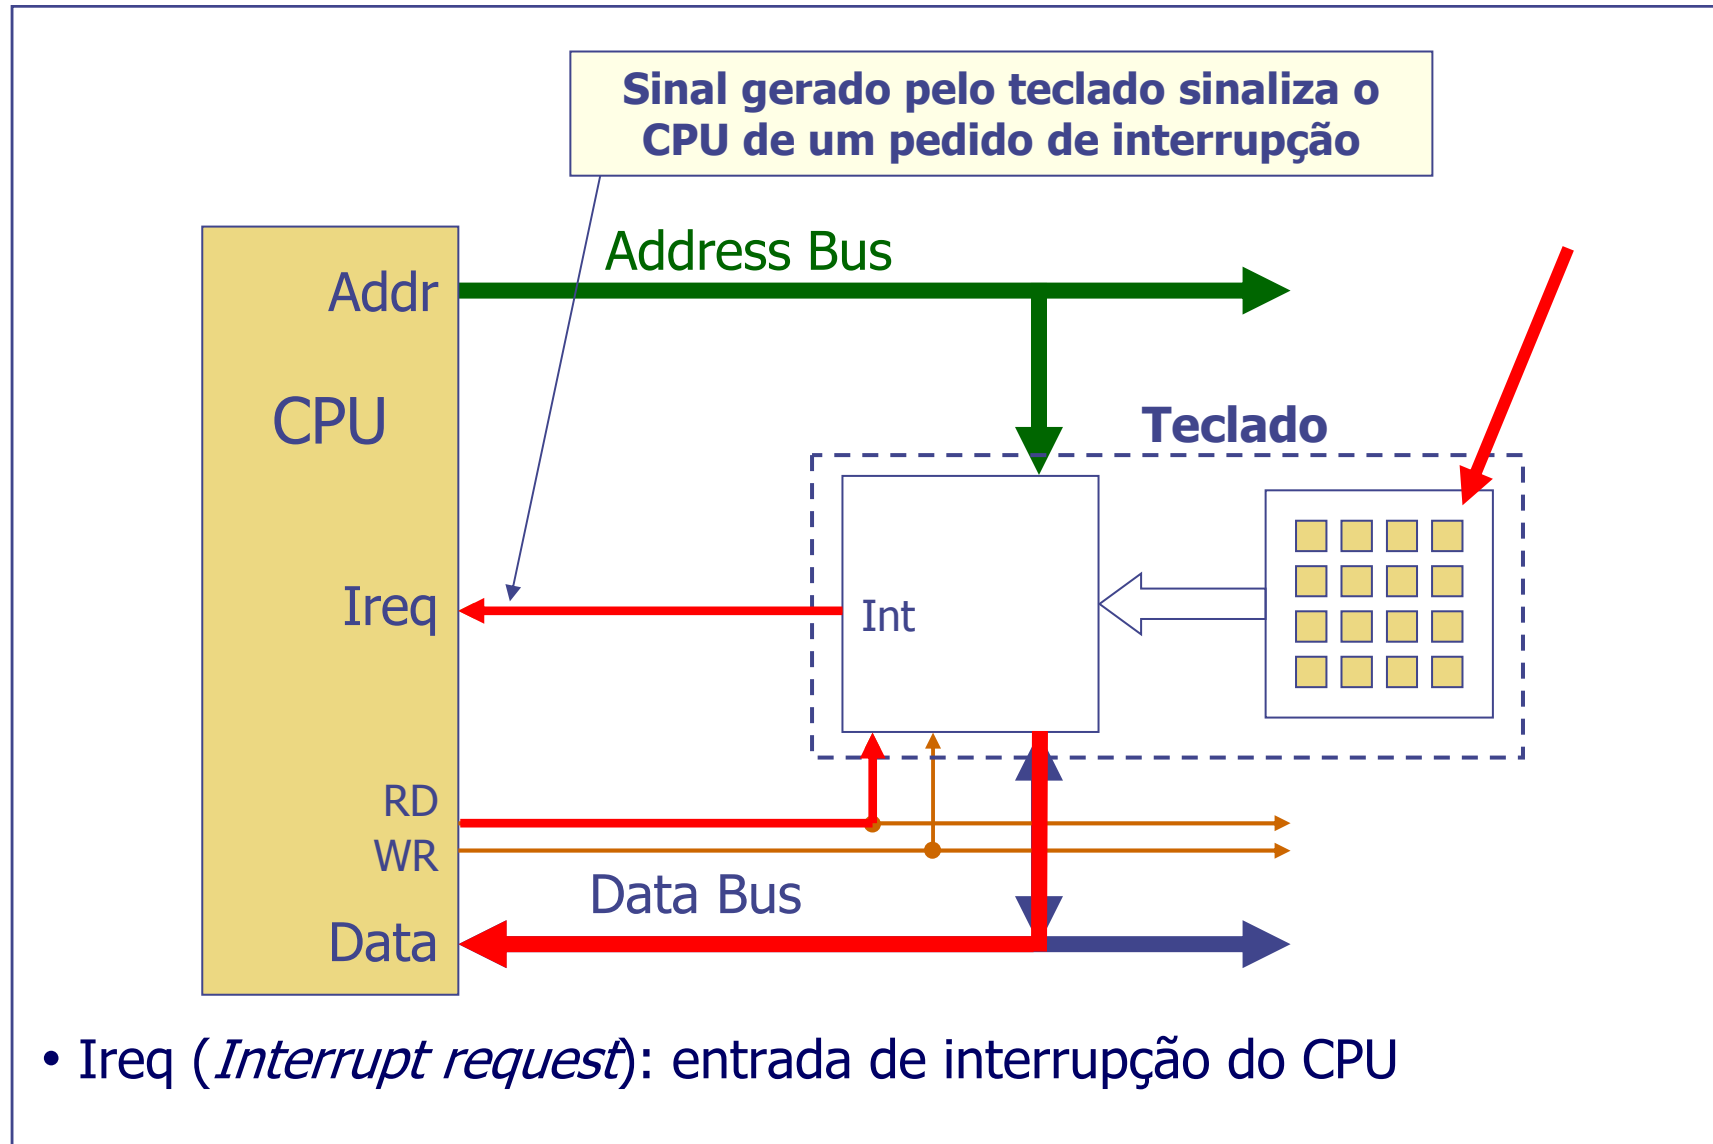 Sinal gerado pelo teclado sinaliza o
CPU de um pedido de interrupção
Address Bus
Addr
CPU
Teclado
Ireq
Int
RD
WR
Data Bus
Data
• Ireq (Interrupt request): entrada de interrupção do CPU